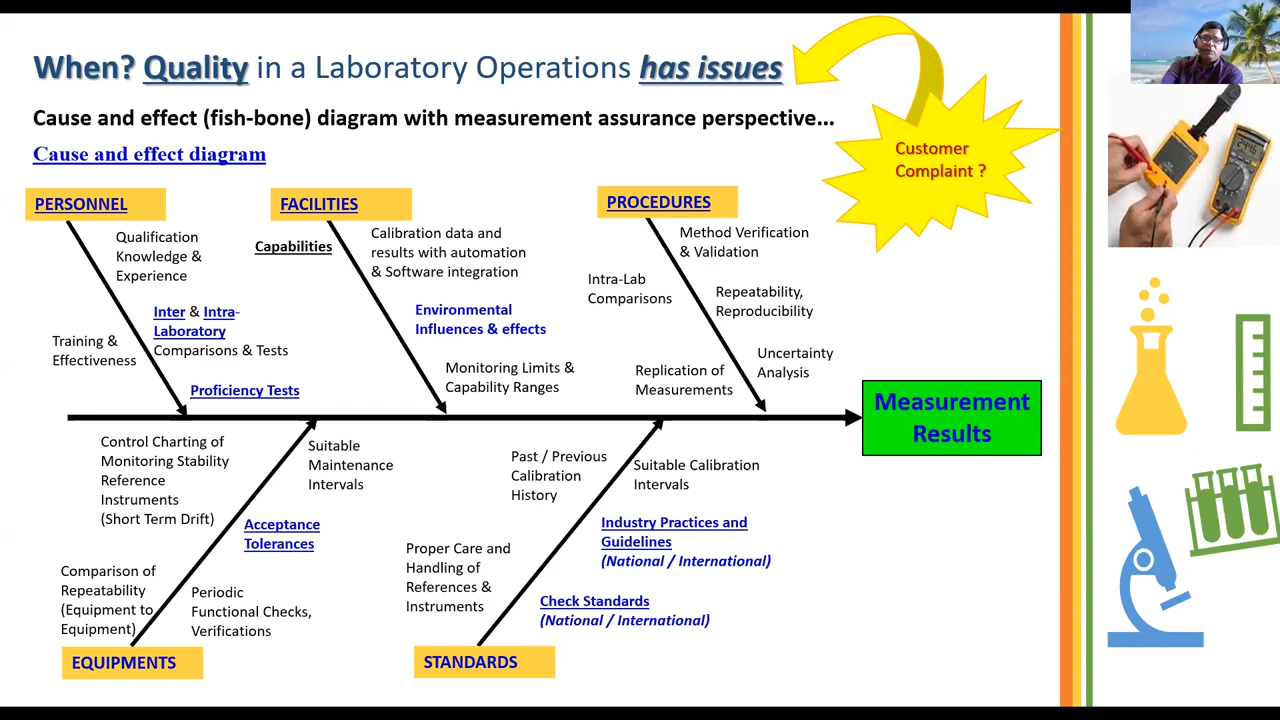 When? Quality in a Laboratory Operations has issues
Cause and effect (fish-bone) diagram with measurement assurance perspective...
Cause and effect diagram
Customer
Complaint ?
PERSONNEL
FACILITIES
PROCEDURES
Qualification
Knowledge &
Experience
Training &
Effectiveness
Inter & Intra-
Laboratory
Comparisons & Tests
Proficiency Tests
Capabilities
Calibration data and
results with automation
& Software integration
Environmental
Influences & effects
Monitoring Limits &
Capability Ranges
Method Verification
& Validation
Intra-Lab
Comparisons
Repeatability,
Reproducibility
Replication of
Measurements
Uncertainty
Analysis
Measurement
Results
Control Charting of
Monitoring Stability
Reference
Instruments
(Short Term Drift)
Suitable
Maintenance
Intervals
Acceptance
Tolerances
Comparison of
Repeatability
(Equipment to
Equipment)
Periodic
Functional Checks,
Verifications
Past / Previous
Calibration
History
Suitable Calibration
Intervals
Industry Practices and
Guidelines
(National / International)
Proper Care and
Handling of
References &
Instruments
Check Standards
(National / International)
EQUIPMENTS
STANDARDS